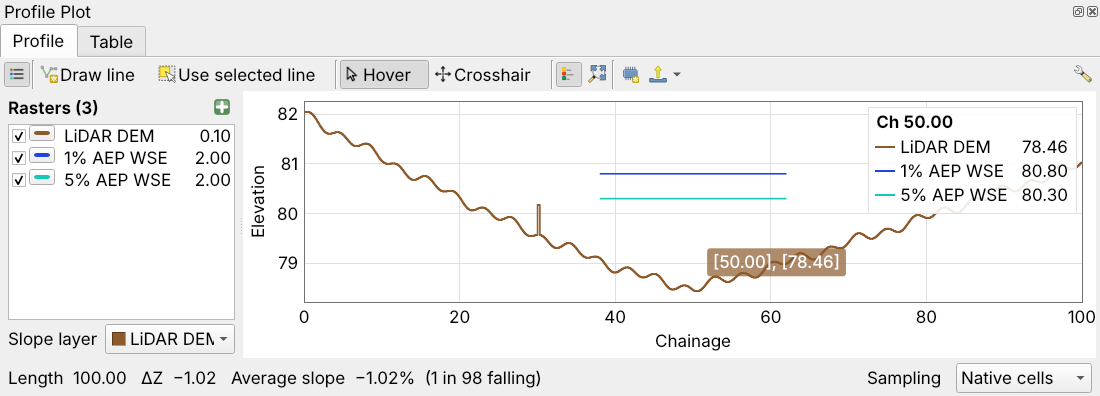 Profile Plot
Profile
Table
Draw line
Use selected line
Hover
Crosshair
Rasters (3)
LiDAR DEM 0.10
1% AEP WSE 2.00
5% AEP WSE 2.00
Slope layer
LiDAR DEM
82
81
80
79
Elevation
0 20 40 60 80 100
Chainage
Ch 50.00
LiDAR DEM 78.46
1% AEP WSE 80.80
5% AEP WSE 80.30
[50.00], [78.46]
Length 100.00 ΔZ −1.02 Average slope −1.02% (1 in 98 falling)
Sampling
Native cells